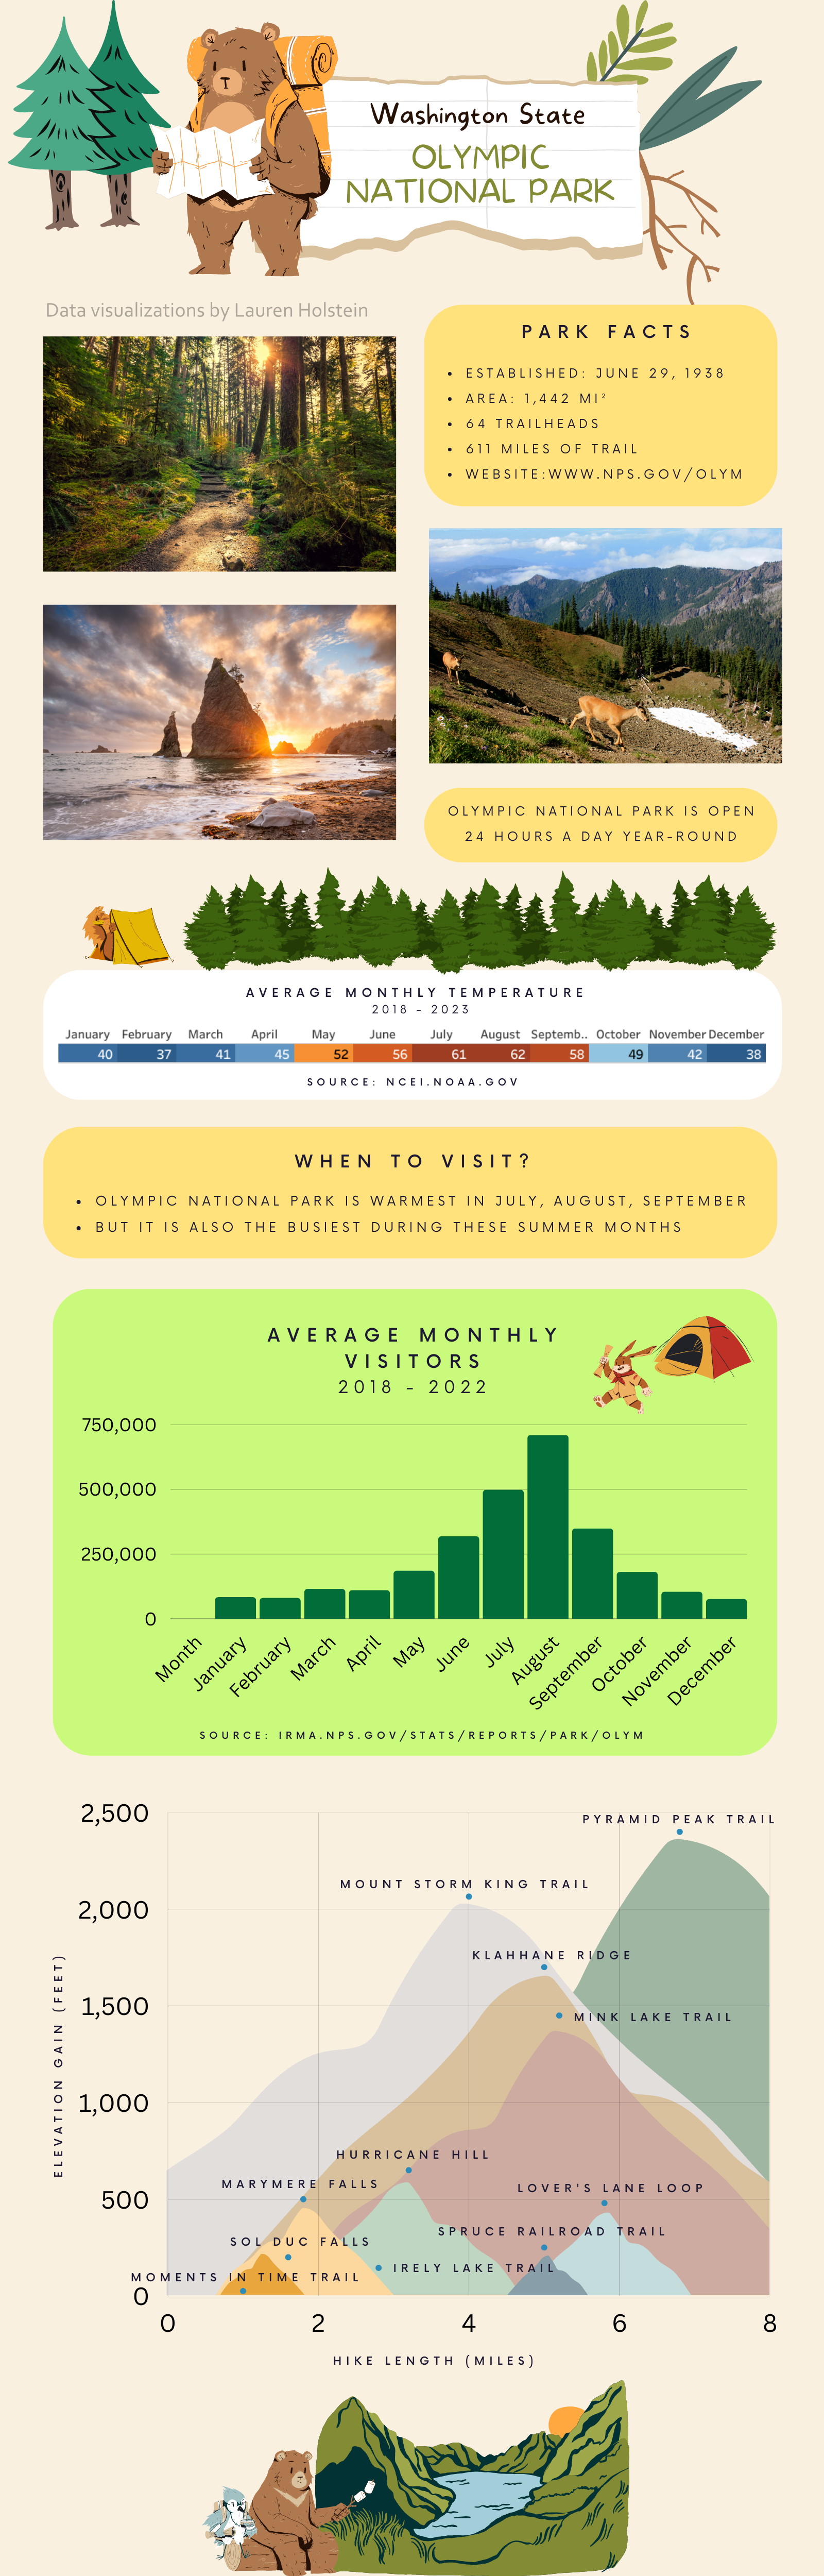 Washington State
OLYMPIC
NATIONAL PARK
Data visualizations by Lauren Holstein
PARK FACTS
• ESTABLISHED: JUNE 29, 1938
• AREA: 1,442 MI²
• 64 TRAILHEADS
• 611 MILES OF TRAIL
• WEBSITE:WWW.NPS.GOV/OLYM
OLYMPIC NATIONAL PARK IS OPEN
24 HOURS A DAY YEAR-ROUND
AVERAGE MONTHLY TEMPERATURE
2018 - 2023
January February March April May June July August Septemb.. October November December
40 37 41 45 52 56 61 62 58 49 42 38
SOURCE: NCEI.NOAA.GOV
WHEN TO VISIT?
• OLYMPIC NATIONAL PARK IS WARMEST IN JULY, AUGUST, SEPTEMBER
• BUT IT IS ALSO THE BUSIEST DURING THESE SUMMER MONTHS
AVERAGE MONTHLY
VISITORS
2018 - 2022
750,000
500,000
250,000
0
Month January February March April May June July August September October November December
SOURCE: IRMA.NPS.GOV/STATS/REPORTS/PARK/OLYM
2,500
PYRAMID PEAK TRAIL
MOUNT STORM KING TRAIL
2,000
KLAHHANE RIDGE
1,500
MINK LAKE TRAIL
ELEVATION GAIN (FEET)
1,000
HURRICANE HILL
MARYMERE FALLS
LOVER'S LANE LOOP
500
SPRUCE RAILROAD TRAIL
SOL DUC FALLS
IRELY LAKE TRAIL
MOMENTS IN TIME TRAIL
0
0 2 4 6 8
HIKE LENGTH (MILES)